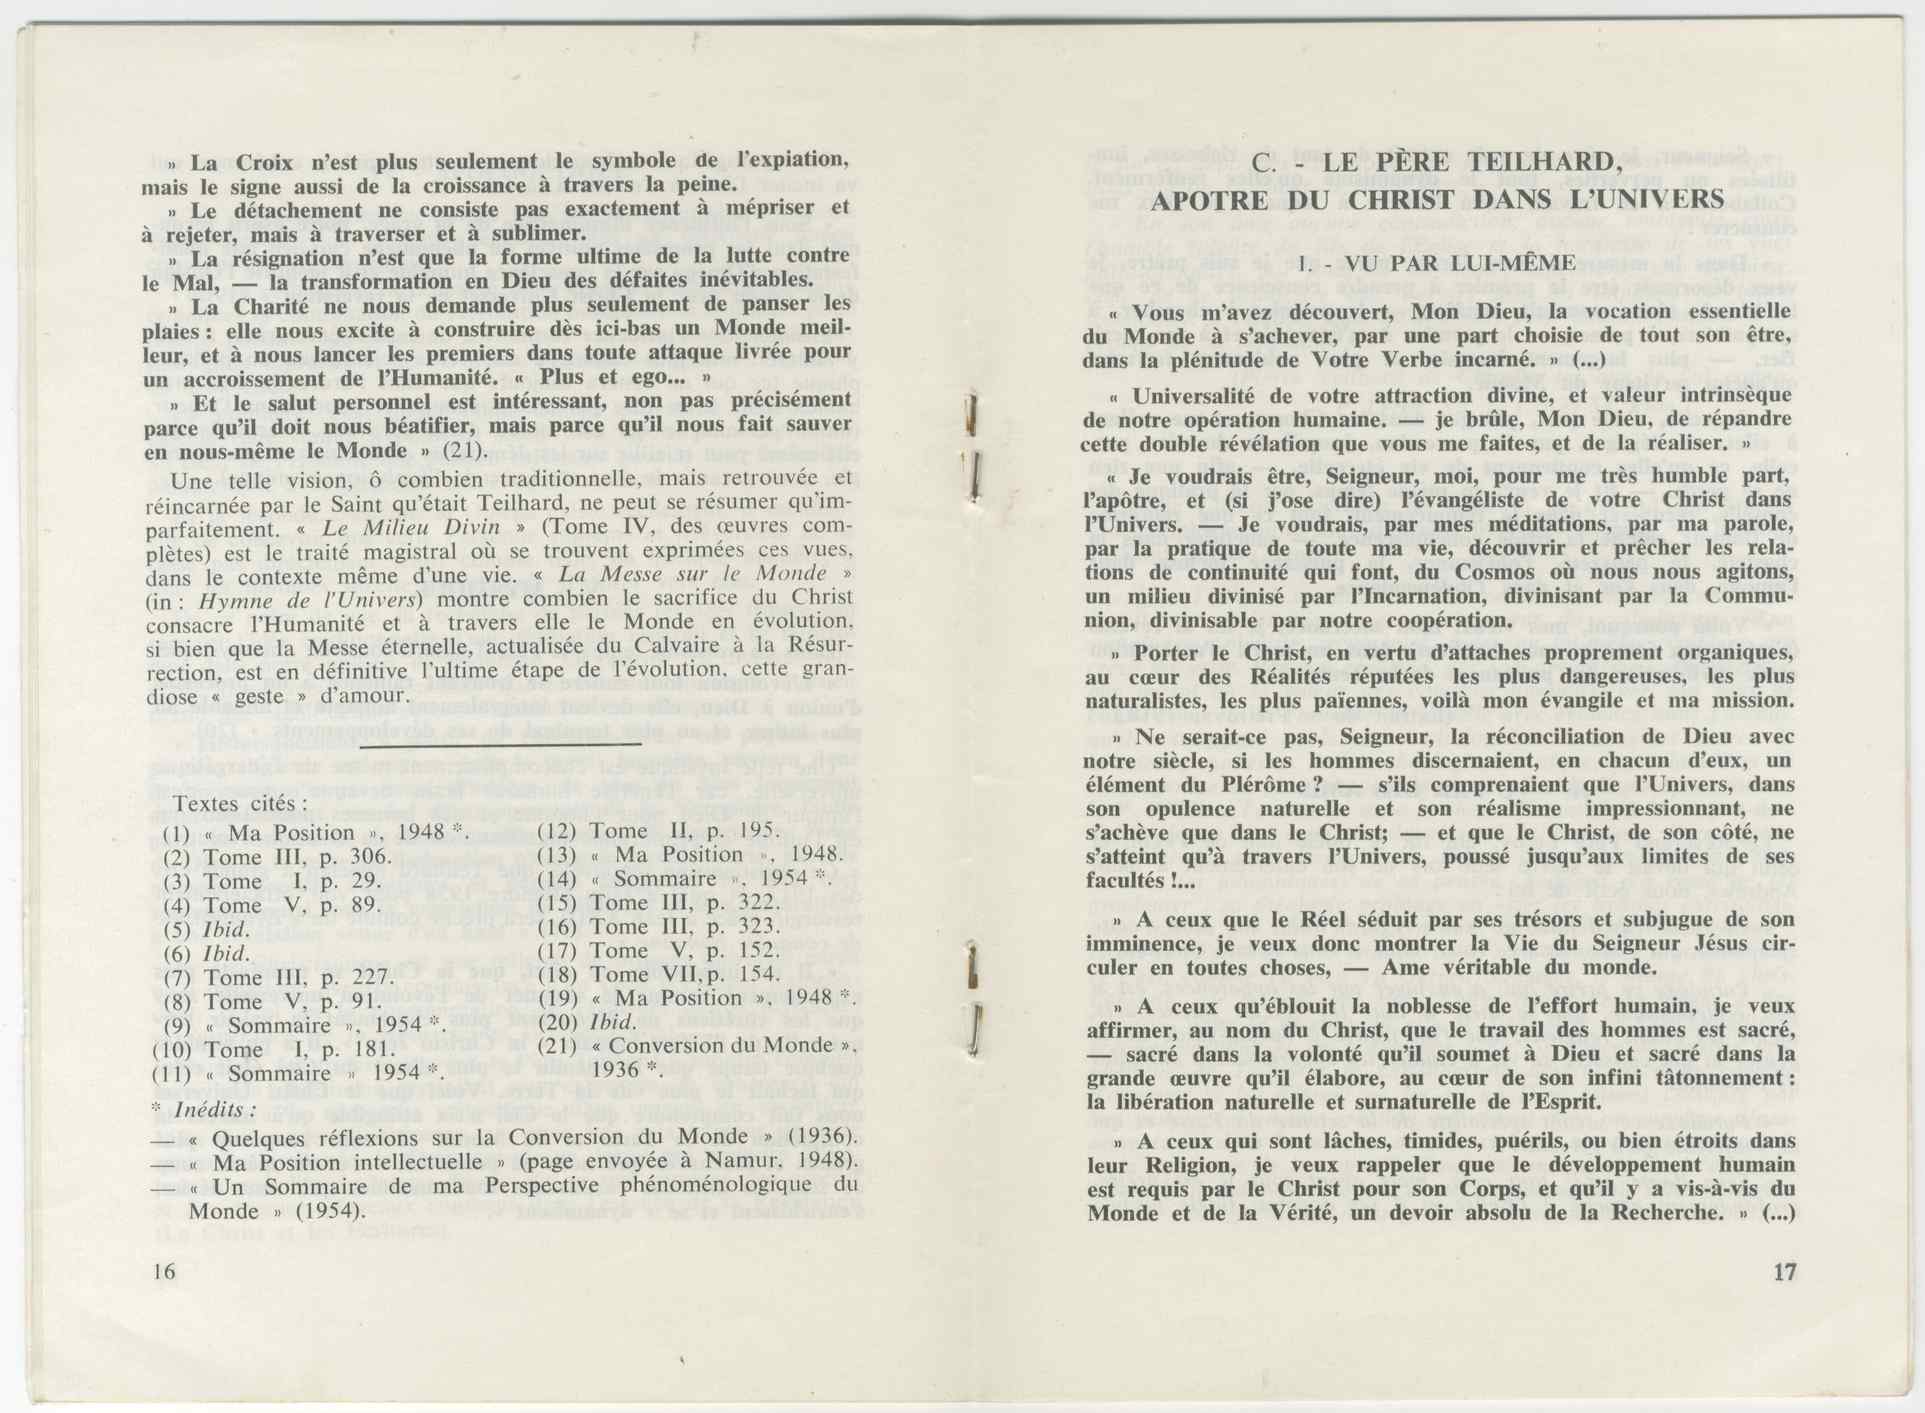 » La Croix n'est plus seulement le symbole de l'expiation,
mais le signe aussi de la croissance à travers la peine.
» Le détachement ne consiste pas exactement à mépriser et
à rejeter, mais à traverser et à sublimer.
» La résignation n'est que la forme ultime de la lutte contre
le Mal, — la transformation en Dieu des défaites inévitables.
» La Charité ne nous demande plus seulement de panser les
plaies : elle nous excite à construire dès ici-bas un Monde meil-
leur, et à nous lancer les premiers dans toute attaque livrée pour
un accroissement de l'Humanité. « Plus et ego... »
» Et le salut personnel est intéressant, non pas précisément
parce qu'il doit nous béatifier, mais parce qu'il nous fait sauver
en nous-même le Monde » (21).
Une telle vision, ô combien traditionnelle, mais retrouvée et
réincarnée par le Saint qu'était Teilhard, ne peut se résumer qu'im-
parfaitement. « Le Milieu Divin » (Tome IV, des œuvres com-
plètes) est le traité magistral où se trouvent exprimées ces vues,
dans le contexte même d'une vie. « La Messe sur le Monde »
(in : Hymne de l'Univers) montre combien le sacrifice du Christ
consacre l'Humanité et à travers elle le Monde en évolution,
si bien que la Messe éternelle, actualisée du Calvaire à la Résur-
rection, est en définitive l'ultime étape de l'évolution, cette gran-
diose « geste » d'amour.
Textes cités :
(1) « Ma Position », 1948 *.
(2) Tome III, p. 306.
(3) Tome I, p. 29.
(4) Tome V, p. 89.
(5) Ibid.
(6) Ibid.
(7) Tome III, p. 227.
(8) Tome V, p. 91.
(9) « Sommaire », 1954 *.
(10) Tome I, p. 181.
(11) « Sommaire » 1954 *.
(12) Tome II, p. 195.
(13) « Ma Position », 1948.
(14) « Sommaire », 1954 *.
(15) Tome III, p. 322.
(16) Tome III, p. 323.
(17) Tome V, p. 152.
(18) Tome VII, p. 154.
(19) « Ma Position », 1948 *.
(20) Ibid.
(21) « Conversion du Monde »,
1936 *.
* Inédits :
— « Quelques réflexions sur la Conversion du Monde » (1936).
— « Ma Position intellectuelle » (page envoyée à Namur, 1948).
— « Un Sommaire de ma Perspective phénoménologique du
Monde » (1954).
16
C. - LE PÈRE TEILHARD,
APOTRE DU CHRIST DANS L'UNIVERS
I. - VU PAR LUI-MÊME
« Vous m'avez découvert, Mon Dieu, la vocation essentielle
du Monde à s'achever, par une part choisie de tout son être,
dans la plénitude de Votre Verbe incarné. » (...)
« Universalité de votre attraction divine, et valeur intrinsèque
de notre opération humaine. — je brûle, Mon Dieu, de répandre
cette double révélation que vous me faites, et de la réaliser. »
« Je voudrais être, Seigneur, moi, pour me très humble part,
l'apôtre, et (si j'ose dire) l'évangéliste de votre Christ dans
l'Univers. — Je voudrais, par mes méditations, par ma parole,
par la pratique de toute ma vie, découvrir et prêcher les rela-
tions de continuité qui font, du Cosmos où nous nous agitons,
un milieu divinisé par l'Incarnation, divinisant par la Commu-
nion, divinisable par notre coopération.
» Porter le Christ, en vertu d'attaches proprement organiques,
au cœur des Réalités réputées les plus dangereuses, les plus
naturalistes, les plus païennes, voilà mon évangile et ma mission.
» Ne serait-ce pas, Seigneur, la réconciliation de Dieu avec
notre siècle, si les hommes discernaient, en chacun d'eux, un
élément du Plérôme ? — s'ils comprenaient que l'Univers, dans
son opulence naturelle et son réalisme impressionnant, ne
s'achève que dans le Christ; — et que le Christ, de son côté, ne
s'atteint qu'à travers l'Univers, poussé jusqu'aux limites de ses
facultés !...
» A ceux que le Réel séduit par ses trésors et subjugue de son
imminence, je veux donc montrer la Vie du Seigneur Jésus cir-
culer en toutes choses, — Ame véritable du monde.
» A ceux qu'éblouit la noblesse de l'effort humain, je veux
affirmer, au nom du Christ, que le travail des hommes est sacré,
— sacré dans la volonté qu'il soumet à Dieu et sacré dans la
grande œuvre qu'il élabore, au cœur de son infini tâtonnement :
la libération naturelle et surnaturelle de l'Esprit.
» A ceux qui sont lâches, timides, puérils, ou bien étroits dans
leur Religion, je veux rappeler que le développement humain
est requis par le Christ pour son Corps, et qu'il y a vis-à-vis du
Monde et de la Vérité, un devoir absolu de la Recherche. » (...)
17